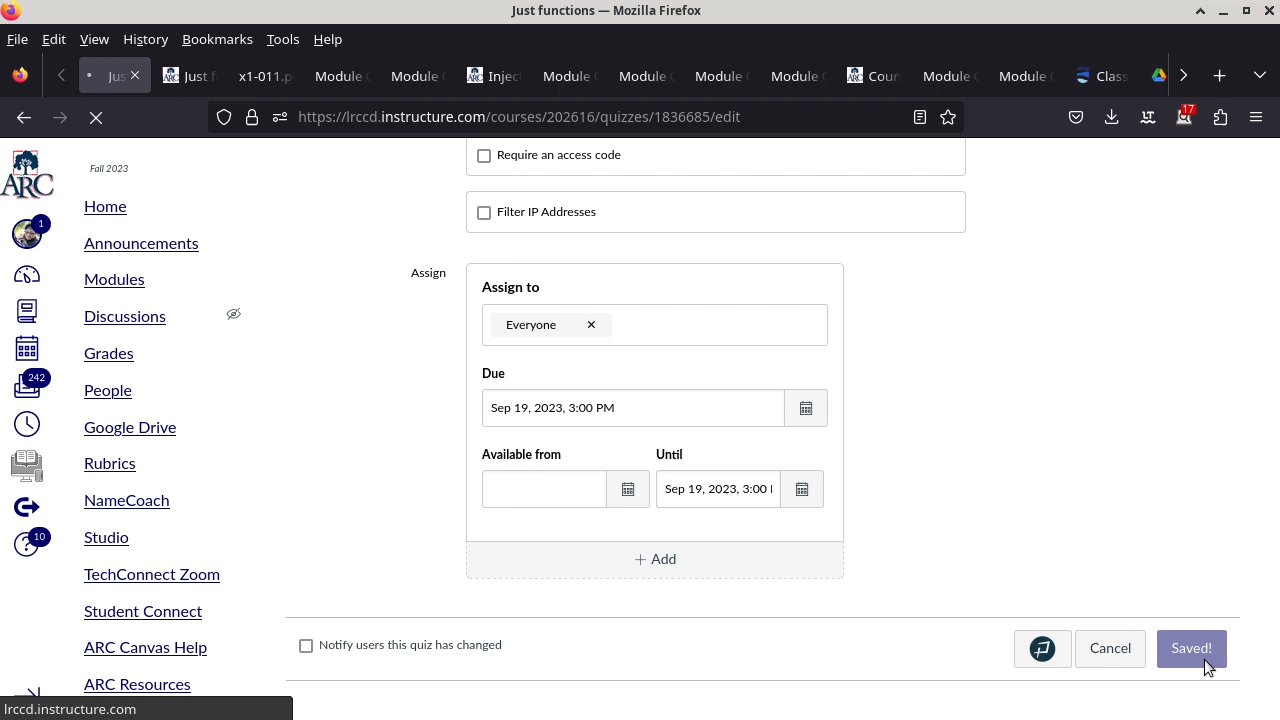 Just functions — Mozilla Firefox
File Edit View History Bookmarks Tools Help
Jus Just f x1-011.p Module Module Injec Module Module Module Module Cour Module Module Class
https://lrccd.instructure.com/courses/202616/quizzes/1836685/edit
17
ARC
Fall 2023
1
242
10
Home
Announcements
Modules
Discussions
Grades
People
Google Drive
Rubrics
NameCoach
Studio
TechConnect Zoom
Student Connect
ARC Canvas Help
ARC Resources
Require an access code
Filter IP Addresses
Assign
Assign to
Everyone
Due
Sep 19, 2023, 3:00 PM
Available from Until
Sep 19, 2023, 3:00
+ Add
Notify users this quiz has changed
Cancel
Saved!
lrccd.instructure.com